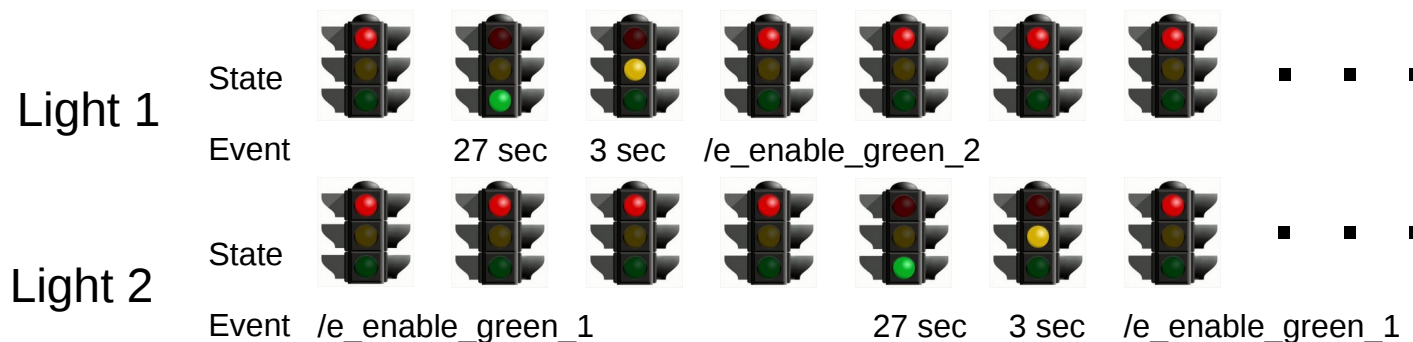 Light 1
State
Event 27 sec 3 sec /e_enable_green_2
Light 2
State
Event /e_enable_green_1 27 sec 3 sec /e_enable_green_1